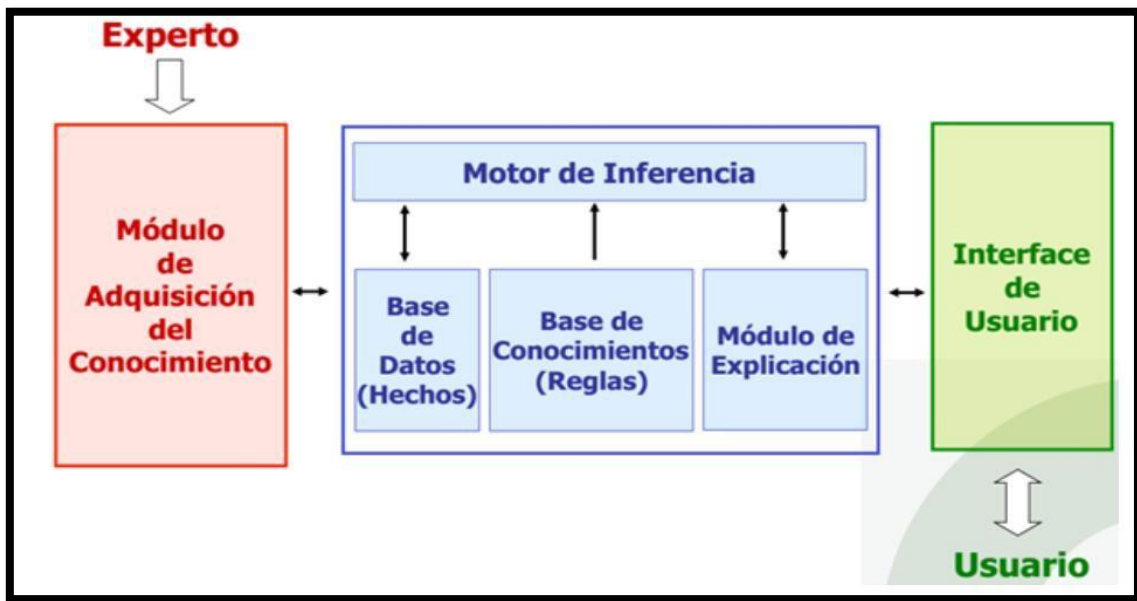 Experto
Módulo
de
Adquisición
del
Conocimiento
Motor de Inferencia
Base
de
Datos
(Hechos)
Base de
Conocimientos
(Reglas)
Módulo de
Explicación
Interface
de
Usuario
Usuario